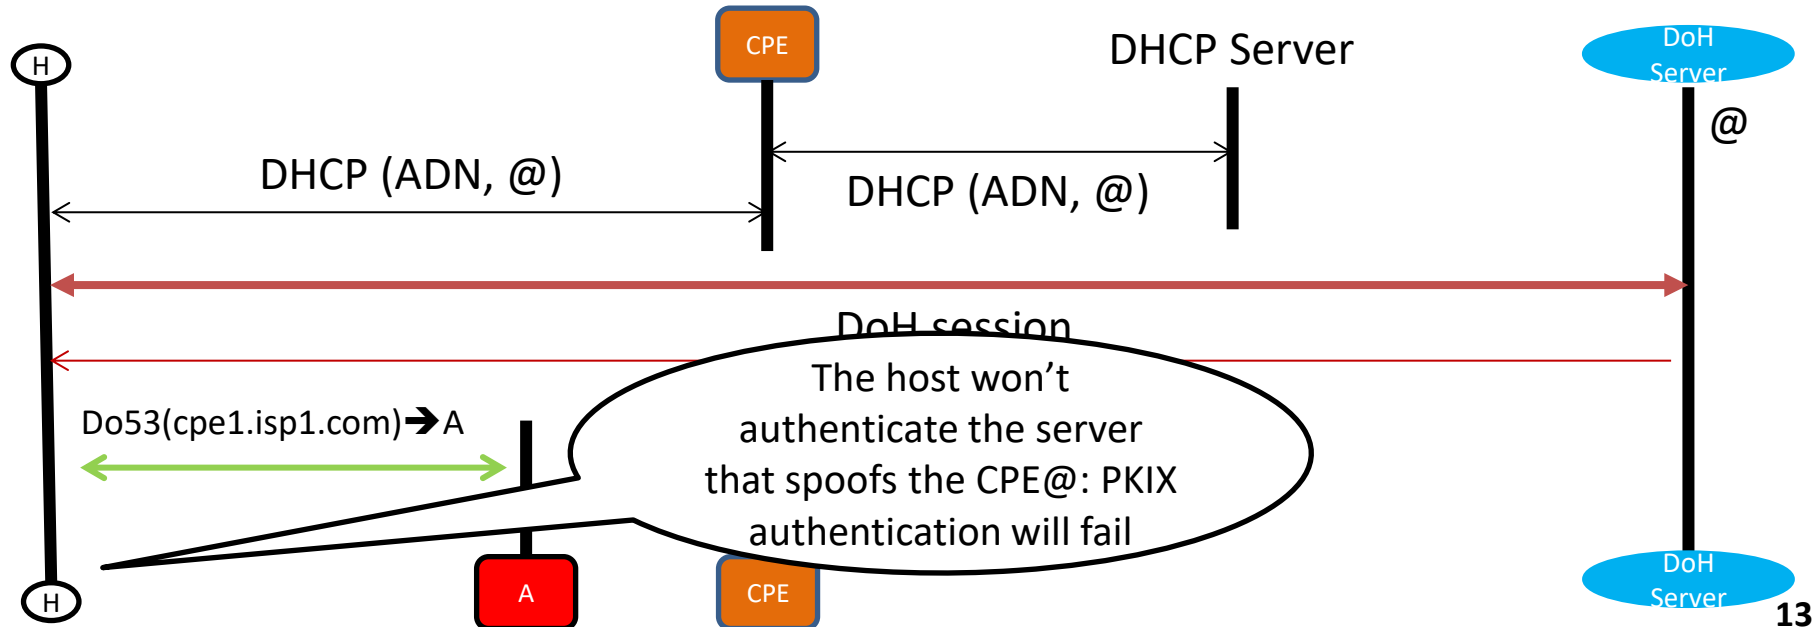 H
CPE
DHCP Server
DoH
Server
@
DHCP (ADN, @)
DHCP (ADN, @)
DoH session
The host won’t
authenticate the server
that spoofs the CPE@: PKIX
authentication will fail
Do53(cpe1.isp1.com)➔A
H
A
CPE
DoH
Server
13